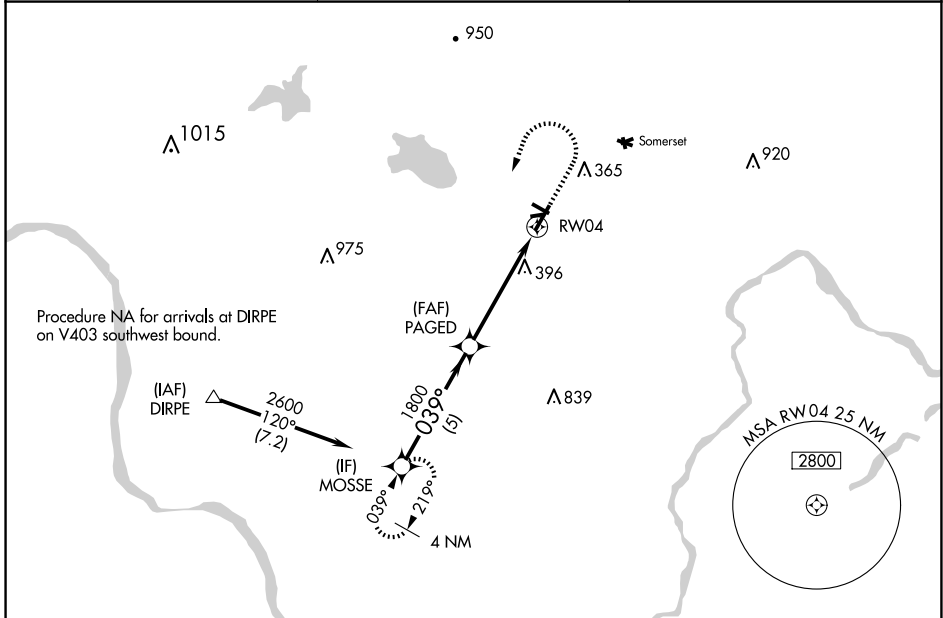 950
1015
Somerset
920
365
RW04
975
396
(FAF)
PAGED
Procedure NA for arrivals at DIRPE
on V403 southwest bound.
(IAF)
DIRPE
2600
120°
(7.2)
1800
039°
(5)
839
(IF)
MOSSE
039°
219°
4 NM
MSA RW04 25 NM
2800